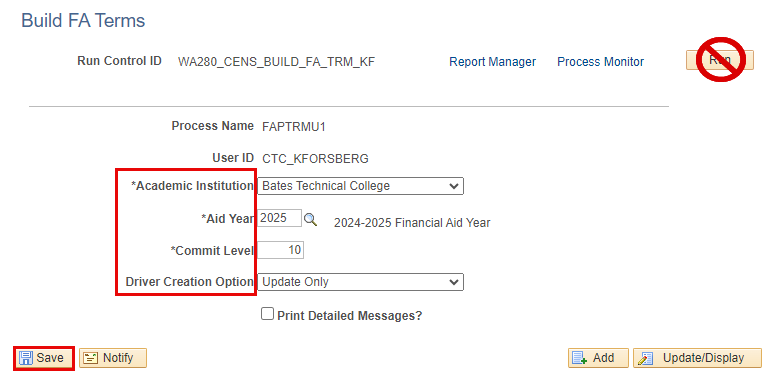 Build FA Terms
Run Control ID WA280_CENS_BUILD_FA_TRM_KF Report Manager Process Monitor Run
Process Name FAPTRMU1
User ID CTC_KFORSBERG
*Academic Institution Bates Technical College
*Aid Year 2025 2024-2025 Financial Aid Year
*Commit Level 10
Driver Creation Option Update Only
Print Detailed Messages?
Save Notify Add Update/Display